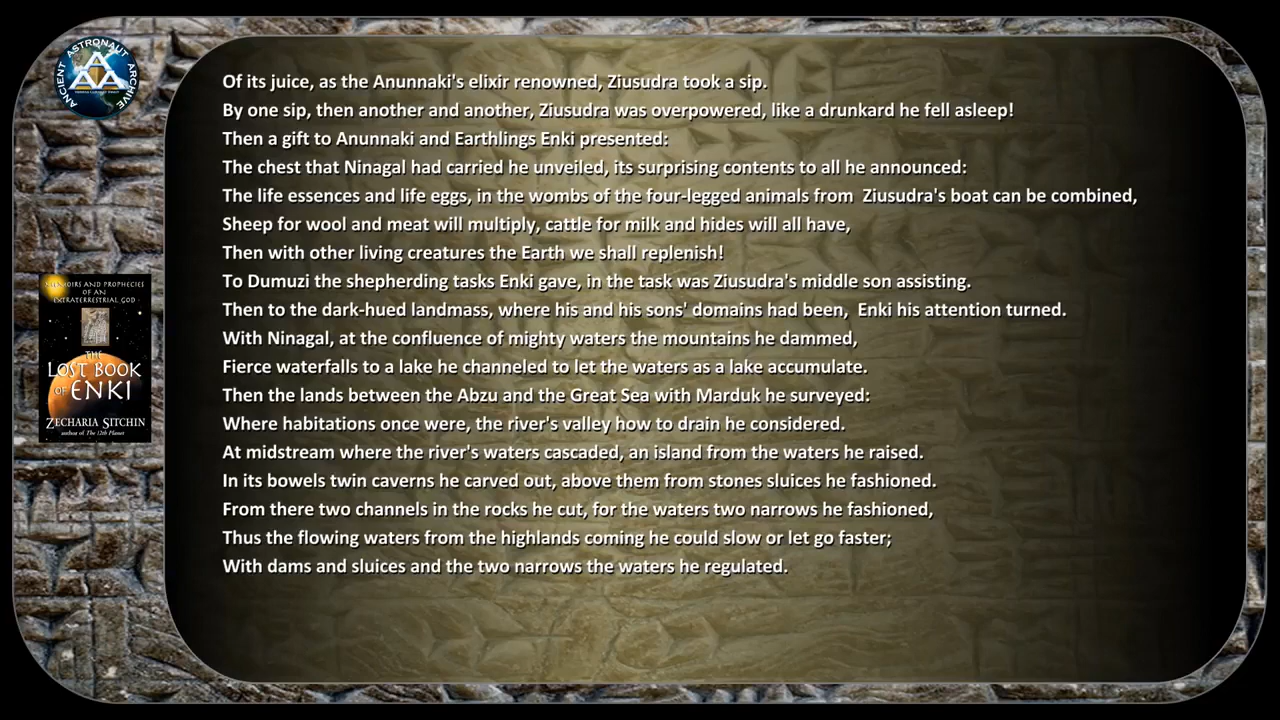 ANCIENT ASTRONAUT ARCHIVE
Of its juice, as the Anunnaki's elixir renowned, Ziusudra took a sip.
By one sip, then another and another, Ziusudra was overpowered, like a drunkard he fell asleep!
Then a gift to Anunnaki and Earthlings Enki presented:
The chest that Ninagal had carried he unveiled, its surprising contents to all he announced:
The life essences and life eggs, in the wombs of the four-legged animals from  Ziusudra's boat can be combined,
Sheep for wool and meat will multiply, cattle for milk and hides will all have,
Then with other living creatures the Earth we shall replenish!
To Dumuzi the shepherding tasks Enki gave, in the task was Ziusudra's middle son assisting.
Then to the dark-hued landmass, where his and his sons' domains had been,  Enki his attention turned.
With Ninagal, at the confluence of mighty waters the mountains he dammed,
Fierce waterfalls to a lake he channeled to let the waters as a lake accumulate.
Then the lands between the Abzu and the Great Sea with Marduk he surveyed:
Where habitations once were, the river's valley how to drain he considered.
At midstream where the river's waters cascaded, an island from the waters he raised.
In its bowels twin caverns he carved out, above them from stones sluices he fashioned.
From there two channels in the rocks he cut, for the waters two narrows he fashioned,
Thus the flowing waters from the highlands coming he could slow or let go faster;
With dams and sluices and the two narrows the waters he regulated.
MEMOIRS AND PROPHECIES
OF AN
EXTRATERRESTRIAL GOD
THE
LOST BOOK
OF ENKI
ZECHARIA SITCHIN
author of The 12th Planet